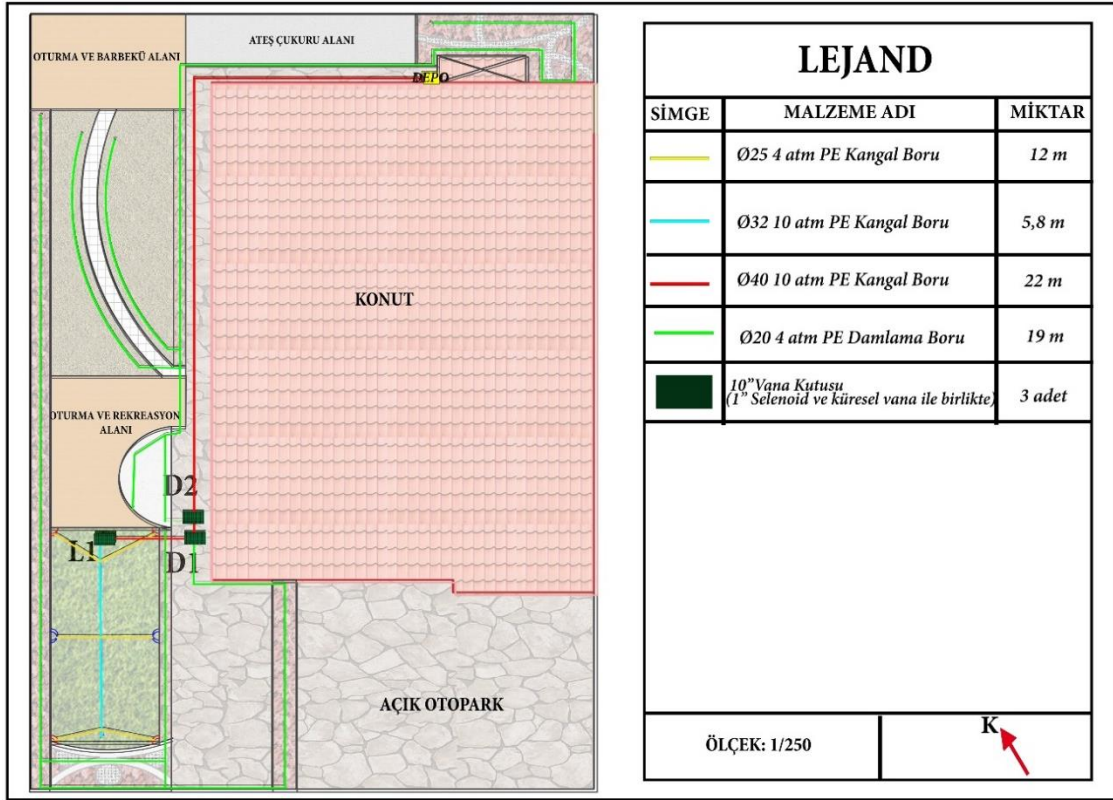 OTURMA VE BARBEKÜ ALANI
ATEŞ ÇUKURU ALANI
DEPO
KONUT
OTURMA VE REKREASYON
ALANI
D2
L1
D1
AÇIK OTOPARK
LEJAND
SİMGE MALZEME ADI MİKTAR
Ø25 4 atm PE Kangal Boru 12 m
Ø32 10 atm PE Kangal Boru 5,8 m
Ø40 10 atm PE Kangal Boru 22 m
Ø20 4 atm PE Damlama Boru 19 m
10”Vana Kutusu
(1” Selenoid ve küresel vana ile birlikte) 3 adet
ÖLÇEK: 1/250
K